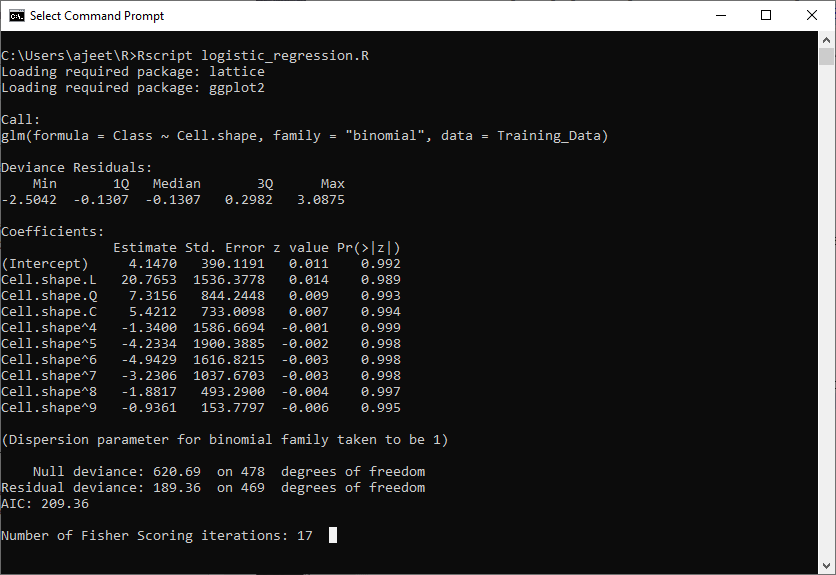 Select Command Prompt
C:\Users\ajeet\R>Rscript logistic_regression.R
Loading required package: lattice
Loading required package: ggplot2
Call:
glm(formula = Class ~ Cell.shape, family = "binomial", data = Training_Data)
Deviance Residuals:
    Min       1Q   Median       3Q      Max
-2.5042  -0.1307  -0.1307   0.2982   3.0875
Coefficients:
              Estimate Std. Error z value Pr(>|z|)
(Intercept)     4.1470   390.1191   0.011    0.992
Cell.shape.L   20.7653  1536.3778   0.014    0.989
Cell.shape.Q    7.3156   844.2448   0.009    0.993
Cell.shape.C    5.4212   733.0098   0.007    0.994
Cell.shape^4   -1.3400  1586.6694  -0.001    0.999
Cell.shape^5   -4.2334  1900.3885  -0.002    0.998
Cell.shape^6   -4.9429  1616.8215  -0.003    0.998
Cell.shape^7   -3.2306  1037.6703  -0.003    0.998
Cell.shape^8   -1.8817   493.2900  -0.004    0.997
Cell.shape^9   -0.9361   153.7797  -0.006    0.995
(Dispersion parameter for binomial family taken to be 1)
    Null deviance: 620.69  on 478  degrees of freedom
Residual deviance: 189.36  on 469  degrees of freedom
AIC: 209.36
Number of Fisher Scoring iterations: 17